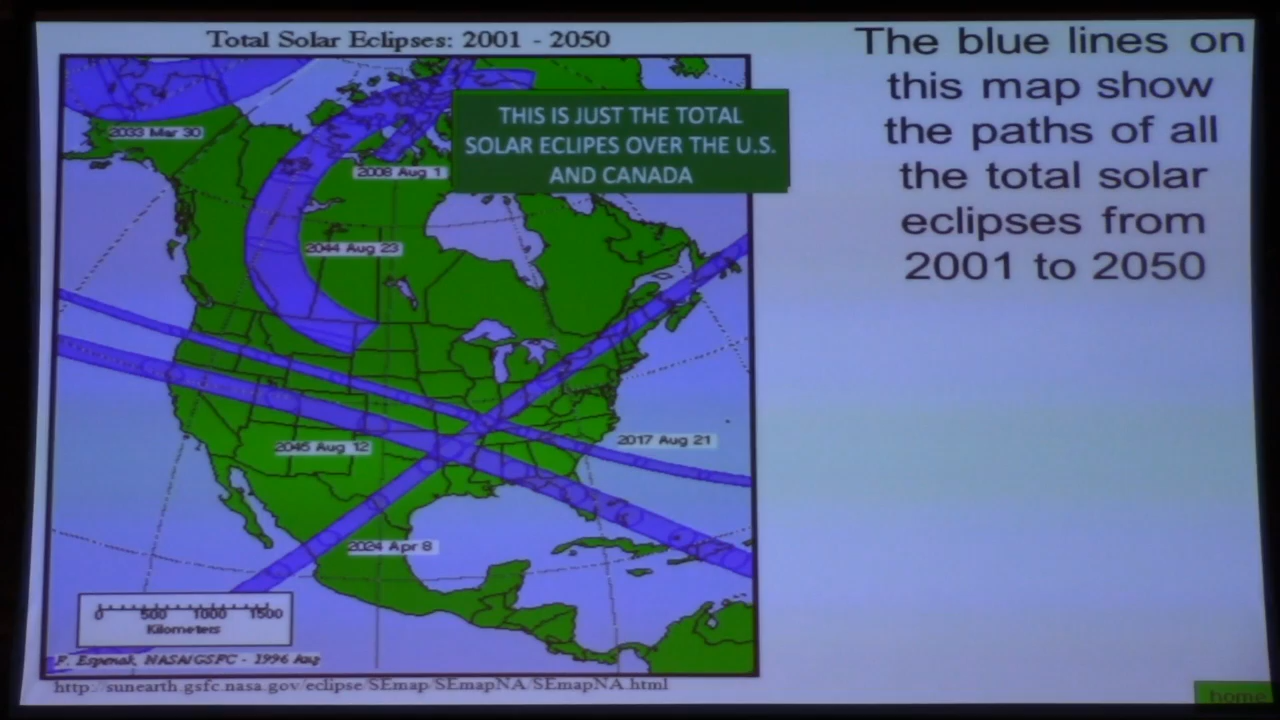 Total Solar Eclipses: 2001 - 2050
The blue lines on
this map show
the paths of all
the total solar
eclipses from
2001 to 2050
THIS IS JUST THE TOTAL
SOLAR ECLIPES OVER THE U.S.
AND CANADA
2033 Mar 30
2008 Aug 1
2044 Aug 23
2017 Aug 21
2045 Aug 12
2024 Apr 8
0 500 1000 1500
Kilometers
F. Espenak, NASA/GSFC - 1996 Aug
http://sunearth.gsfc.nasa.gov/eclipse/SEmap/SEmapNA/SEmapNA.html
home